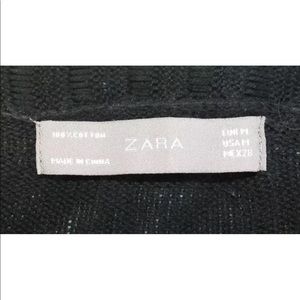 100% COTTON
MADE IN CHINA
ZARA
EUR M
USA M
MEX 28